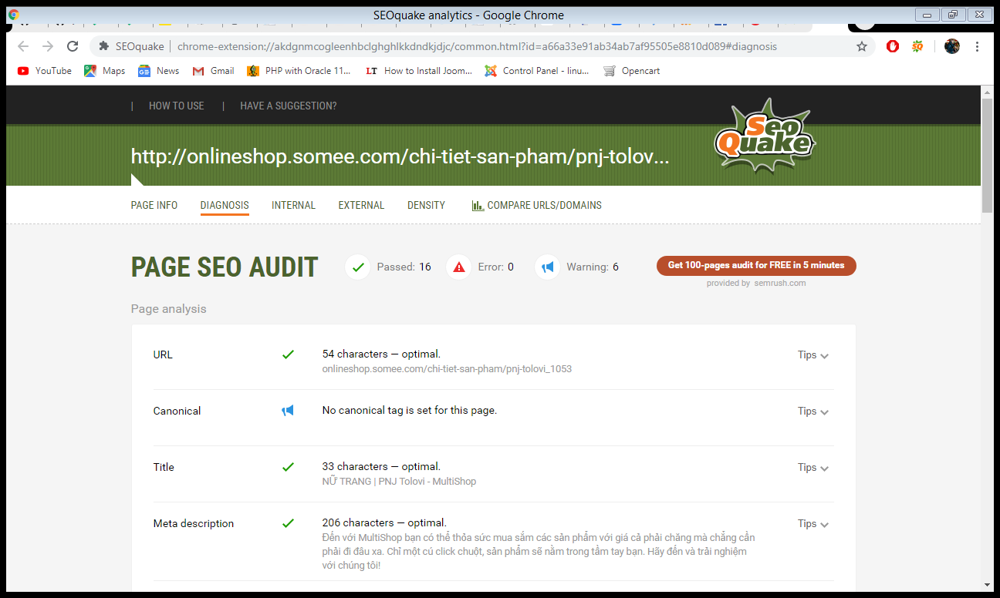 SEOquake analytics - Google Chrome
SEOquake | chrome-extension://akdgnmcogleenhbclghghlkkdndkjdjc/common.html?id=a66a33e91ab34ab7af95505e8810d089#diagnosis
YouTube Maps News Gmail PHP with Oracle 11... LT How to Install Joom... Control Panel - linu... Opencart
| HOW TO USE | HAVE A SUGGESTION?
Seo
Quake
http://onlineshop.somee.com/chi-tiet-san-pham/pnj-tolov...
PAGE INFO DIAGNOSIS INTERNAL EXTERNAL DENSITY COMPARE URLS/DOMAINS
PAGE SEO AUDIT Passed: 16 Error: 0 Warning: 6 Get 100-pages audit for FREE in 5 minutes
provided by semrush.com
Page analysis
URL 54 characters — optimal. Tips
onlineshop.somee.com/chi-tiet-san-pham/pnj-tolovi_1053
Canonical No canonical tag is set for this page. Tips
Title 33 characters — optimal. Tips
NỮ TRANG | PNJ Tolovi - MultiShop
Meta description 206 characters — optimal. Tips
Đến với MultiShop bạn có thể thỏa sức mua sắm các sản phẩm với giá cả phải chăng mà chẳng cần
phải đi đâu xa. Chỉ một cú click chuột, sản phẩm sẽ nằm trong tầm tay bạn. Hãy đến và trải nghiệm
với chúng tôi!